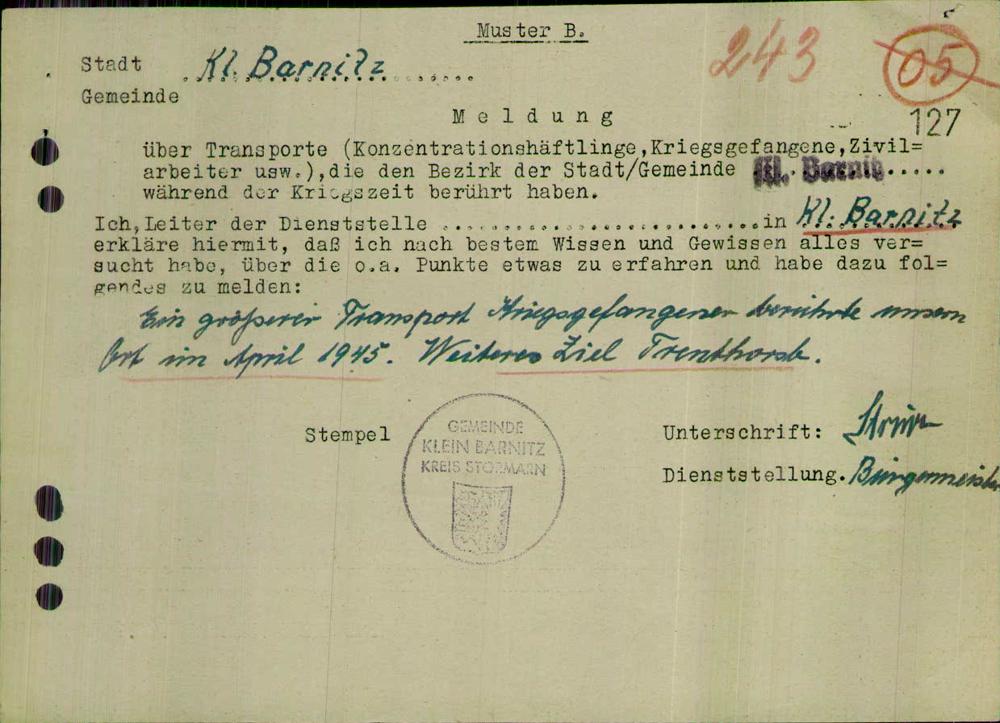 Muster B.
243
05
Stadt Kl. Barnitz
Gemeinde
Meldung
127
über Transporte (Konzentrationshäftlinge, Kriegsgefangene, Zivil=
arbeiter usw.), die den Bezirk der Stadt/Gemeinde Kl. Barnitz.....
während der Kriegszeit berührt haben.
Ich, Leiter der Dienststelle ........................... in Kl. Barnitz
erkläre hiermit, daß ich nach bestem Wissen und Gewissen alles ver=
sucht habe, über die o.a. Punkte etwas zu erfahren und habe dazu fol=
gendes zu melden:
Ein größerer Transport Kriegsgefangener berührte unsern
Ort im April 1945. Weiteres Ziel Trenthorst.
Stempel
GEMEINDE
KLEIN BARNITZ
KREIS STORMARN
Unterschrift:
Dienststellung. Bürgermeister